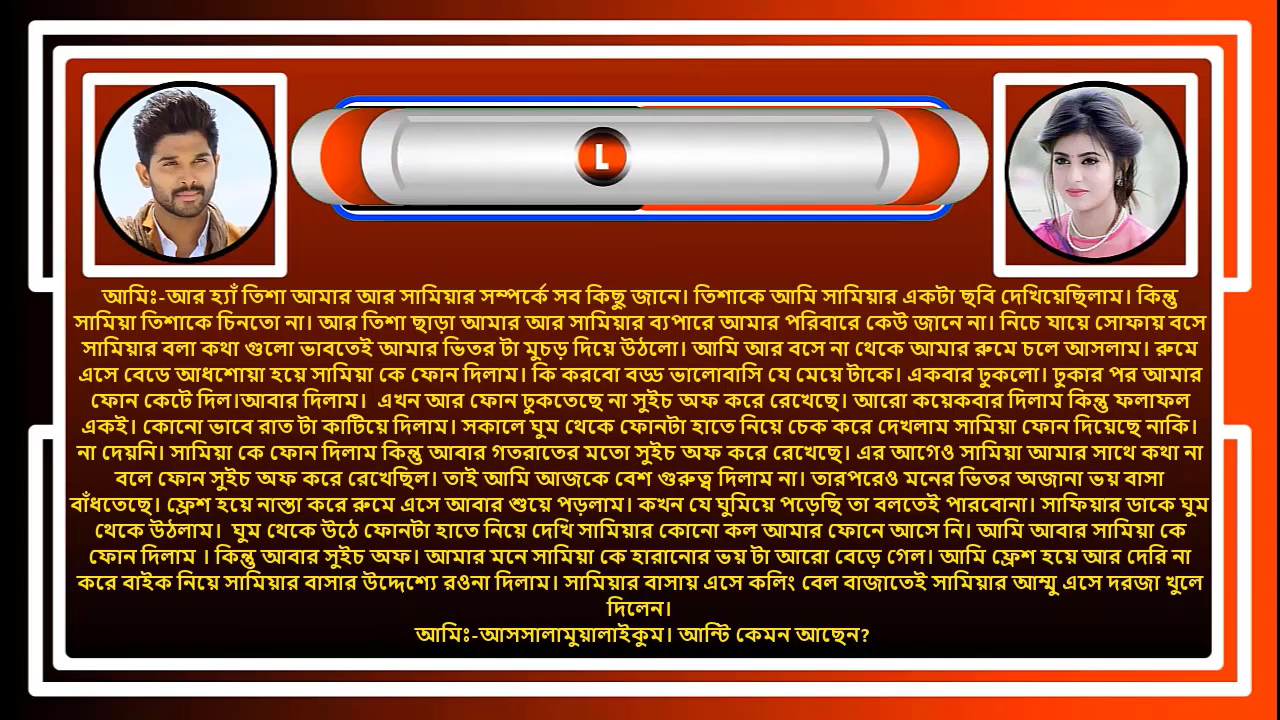 L
আমিঃ-আর হ্যাঁ তিশা আমার আর সামিয়ার সম্পর্কে সব কিছু জানে। তিশাকে আমি সামিয়ার একটা ছবি দেখিয়েছিলাম। কিন্তু
সামিয়া তিশাকে চিনতো না। আর তিশা ছাড়া আমার আর সামিয়ার ব্যপারে আমার পরিবারে কেউ জানে না। নিচে যায়ে সোফায় বসে
সামিয়ার বলা কথা গুলো ভাবতেই আমার ভিতর টা মুচড় দিয়ে উঠলো। আমি আর বসে না থেকে আমার রুমে চলে আসলাম। রুমে
এসে বেডে আধশোয়া হয়ে সামিয়া কে ফোন দিলাম। কি করবো বড্ড ভালোবাসি যে মেয়ে টাকে। একবার ঢুকলো। ঢুকার পর আমার
ফোন কেটে দিল।আবার দিলাম।  এখন আর ফোন ঢুকতেছে না সুইচ অফ করে রেখেছে। আরো কয়েকবার দিলাম কিন্তু ফলাফল
একই। কোনো ভাবে রাত টা কাটিয়ে দিলাম। সকালে ঘুম থেকে ফোনটা হাতে নিয়ে চেক করে দেখলাম সামিয়া ফোন দিয়েছে নাকি।
না দেয়নি। সামিয়া কে ফোন দিলাম কিন্তু আবার গতরাতের মতো সুইচ অফ করে রেখেছে। এর আগেও সামিয়া আমার সাথে কথা না
বলে ফোন সুইচ অফ করে রেখেছিল। তাই আমি আজকে বেশ গুরুত্ব দিলাম না। তারপরেও মনের ভিতর অজানা ভয় বাসা
বাঁধতেছে। ফ্রেশ হয়ে নাস্তা করে রুমে এসে আবার শুয়ে পড়লাম। কখন যে ঘুমিয়ে পড়েছি তা বলতেই পারবোনা। সাফিয়ার ডাকে ঘুম
থেকে উঠলাম।  ঘুম থেকে উঠে ফোনটা হাতে নিয়ে দেখি সামিয়ার কোনো কল আমার ফোনে আসে নি। আমি আবার সামিয়া কে
ফোন দিলাম । কিন্তু আবার সুইচ অফ। আমার মনে সামিয়া কে হারানোর ভয় টা আরো বেড়ে গেল। আমি ফ্রেশ হয়ে আর দেরি না
করে বাইক নিয়ে সামিয়ার বাসার উদ্দেশ্যে রওনা দিলাম। সামিয়ার বাসায় এসে কলিং বেল বাজাতেই সামিয়ার আম্মু এসে দরজা খুলে
দিলেন।
আমিঃ-আসসালামুয়ালাইকুম। আন্টি কেমন আছেন?